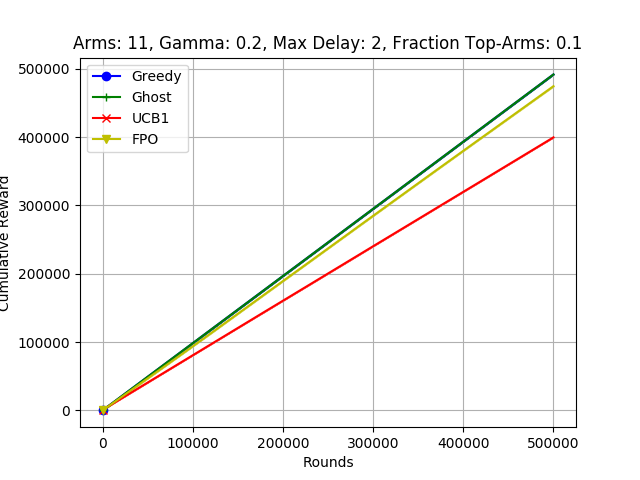 Arms: 11, Gamma: 0.2, Max Delay: 2, Fraction Top-Arms: 0.1
Greedy
Ghost
UCB1
FPO
Cumulative Reward
500000
400000
300000
200000
100000
0
0 100000 200000 300000 400000 500000
Rounds